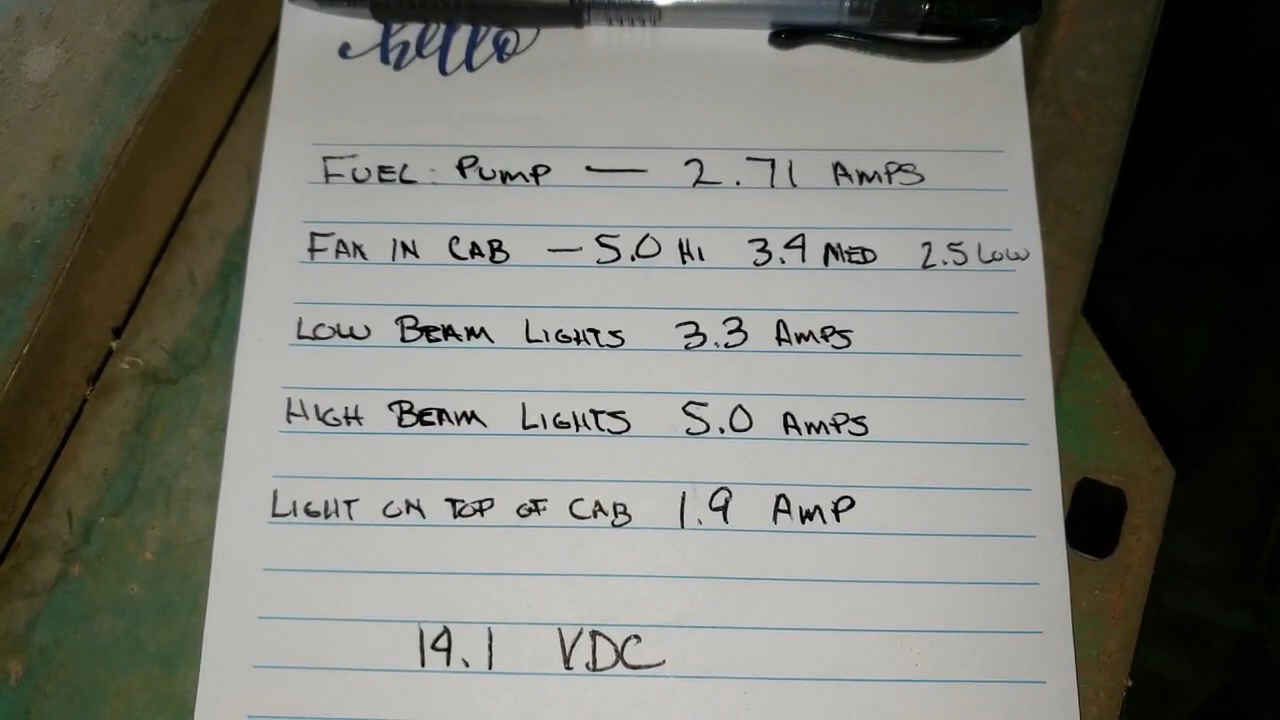 hello
FUEL PUMP — 2.71 AMPS
FAN IN CAB — 5.0 HI 3.4 MED 2.5 LOW
LOW BEAM LIGHTS 3.3 AMPS
HIGH BEAM LIGHTS 5.0 AMPS
LIGHT ON TOP OF CAB 1.9 AMP
14.1 VDC